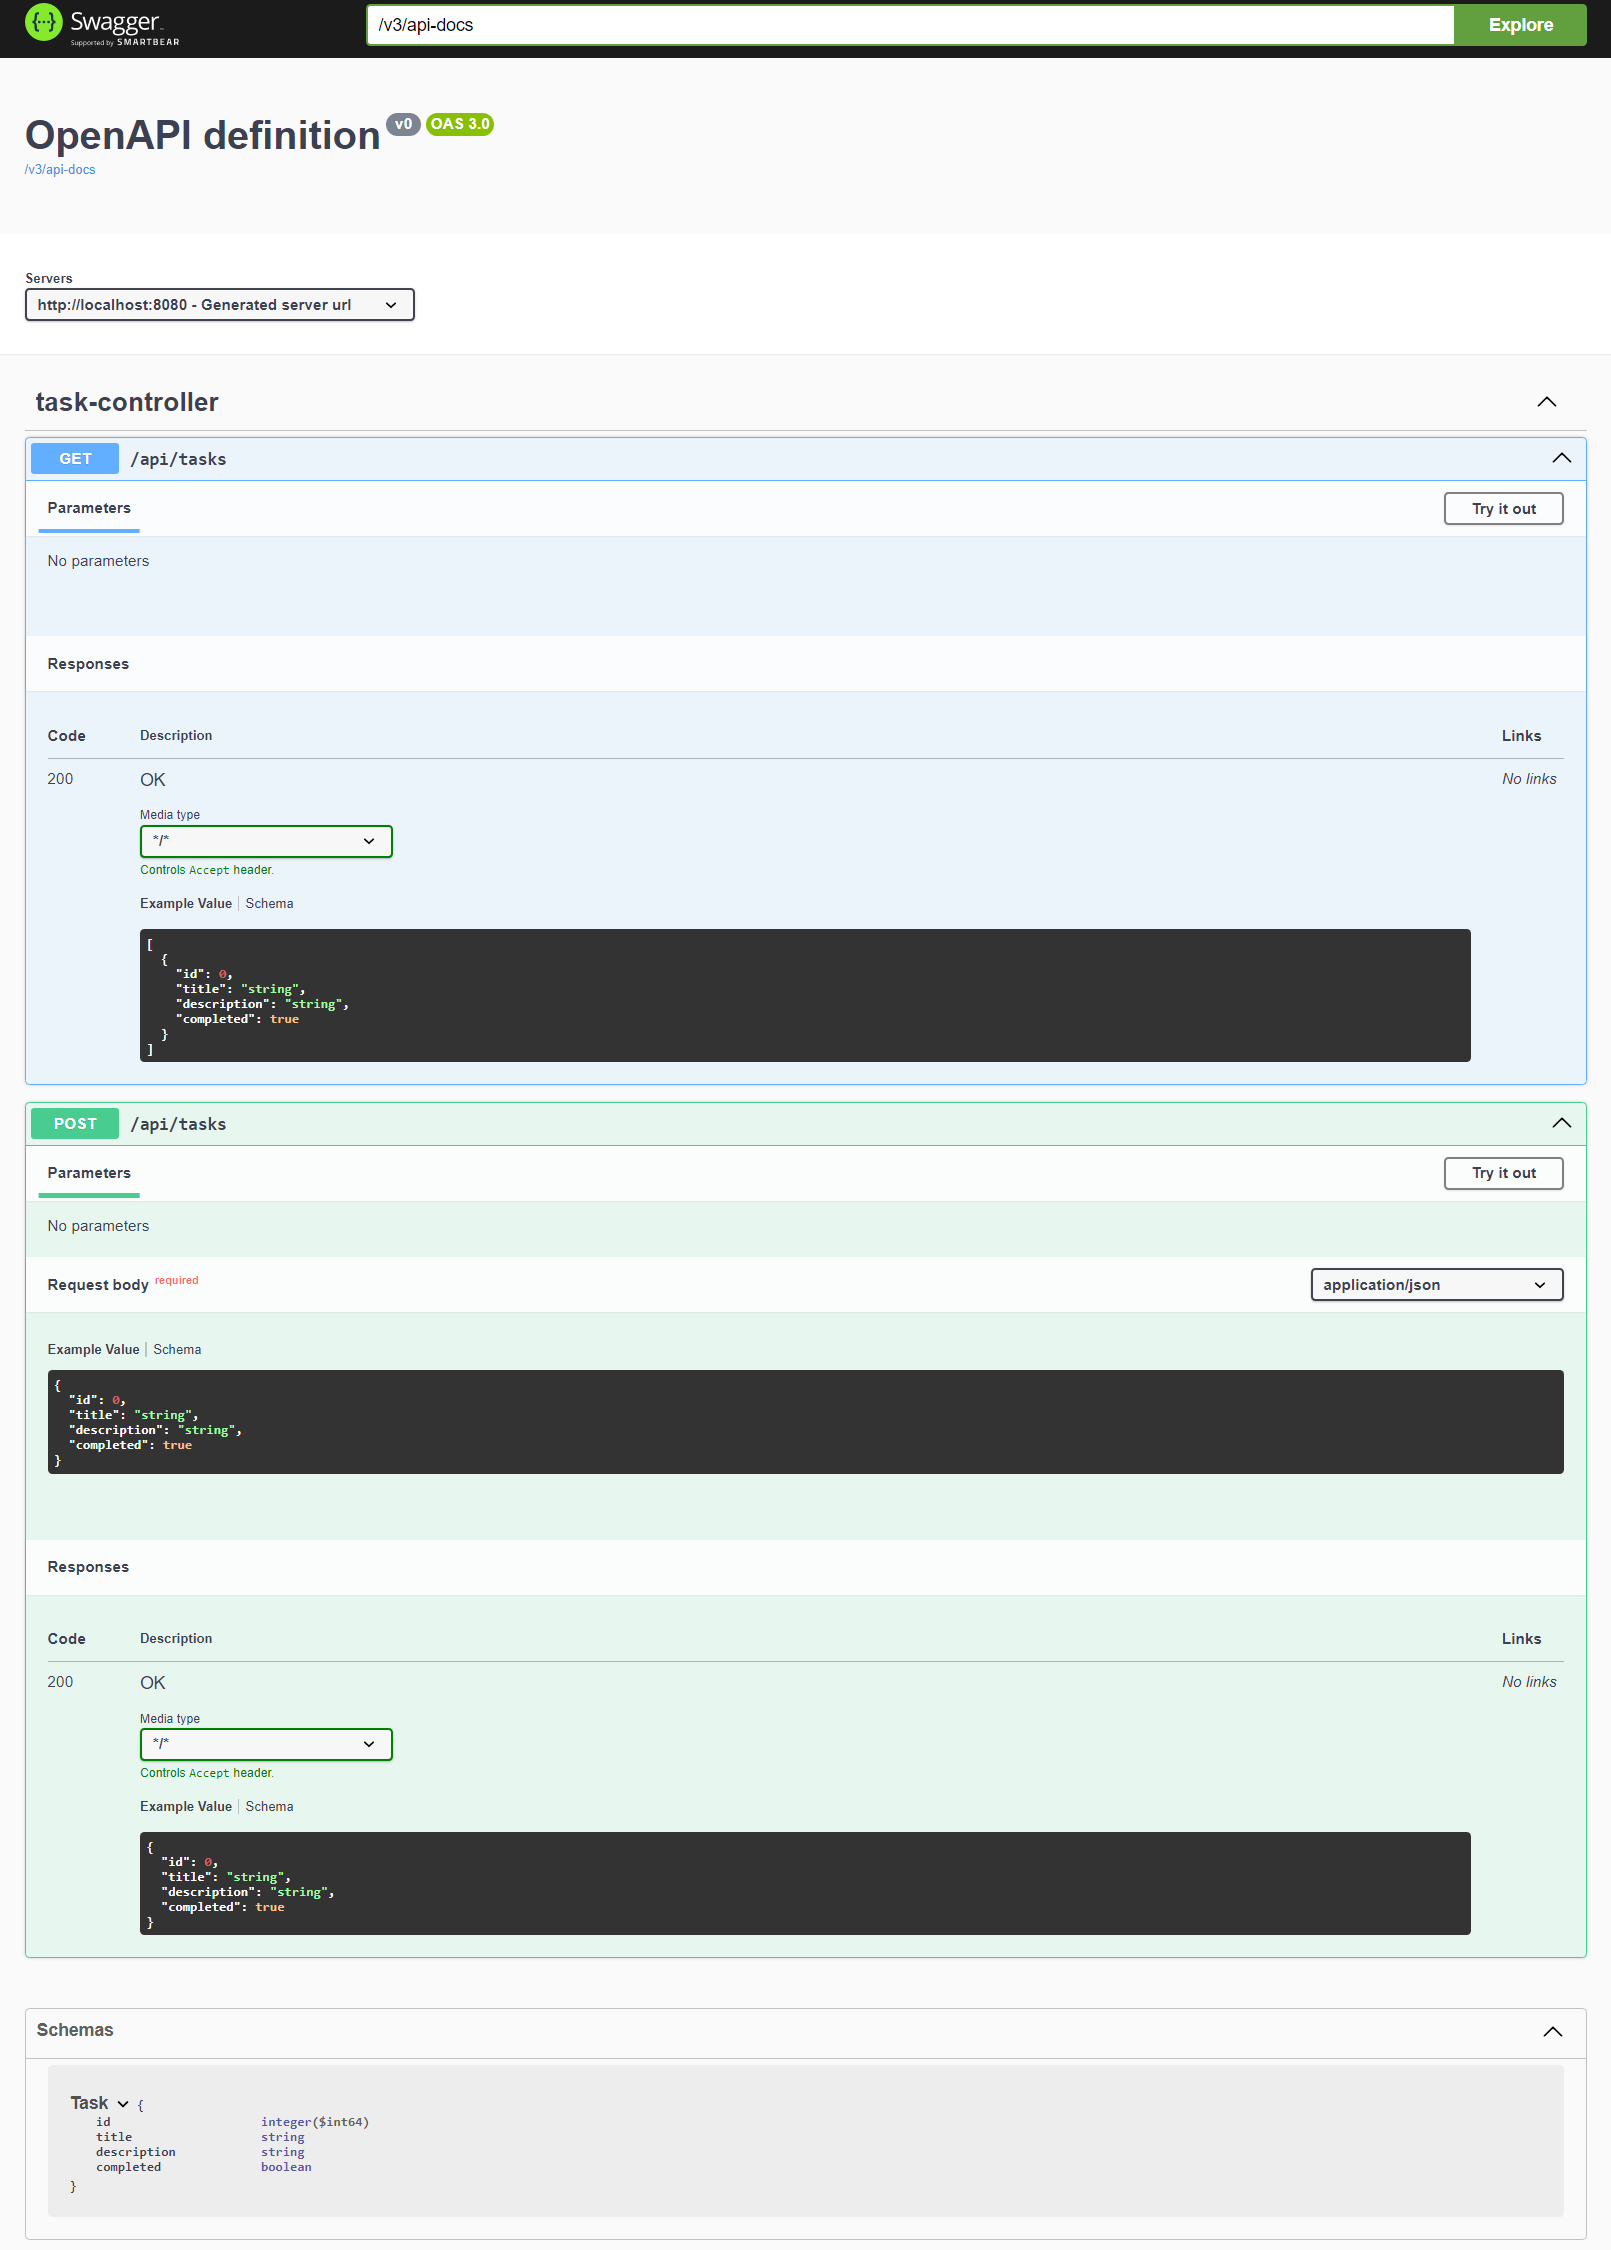 Swagger
Supported by SMARTBEAR
/v3/api-docs
Explore
OpenAPI definition v0 OAS 3.0
/v3/api-docs
Servers
http://localhost:8080 - Generated server url
task-controller
GET /api/tasks
Parameters
Try it out
No parameters
Responses
Code Description Links
200 OK No links
Media type
*/*
Controls Accept header.
Example Value Schema
[
  {
    "id": 0,
    "title": "string",
    "description": "string",
    "completed": true
  }
]
POST /api/tasks
Parameters
Try it out
No parameters
Request body required
application/json
Example Value Schema
{
  "id": 0,
  "title": "string",
  "description": "string",
  "completed": true
}
Responses
Code Description Links
200 OK No links
Media type
*/*
Controls Accept header.
Example Value Schema
{
  "id": 0,
  "title": "string",
  "description": "string",
  "completed": true
}
Schemas
Task {
id integer($int64)
title string
description string
completed boolean
}